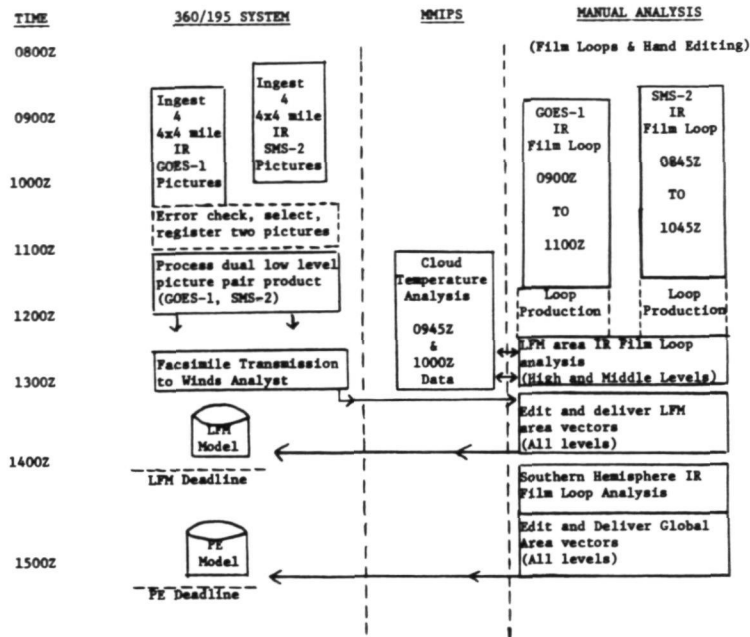 TIME
360/195 SYSTEM
MMIPS
MANUAL ANALYSIS
0800Z
(Film Loops & Hand Editing)
0900Z
1000Z
1100Z
1200Z
1300Z
1400Z
1500Z
Ingest
4
4x4 mile
IR
GOES-1
Pictures
Ingest
4
4x4 mile
IR
SMS-2
Pictures
Error check, select,
register two pictures
Process dual low level
picture pair product
(GOES-1, SMS-2)
Facsimile Transmission
to Winds Analyst
LFM
Model
LFM Deadline
PE
Model
PE Deadline
Cloud
Temperature
Analysis
0945Z
&
1000Z
Data
GOES-1
IR
Film Loop
0900Z
TO
1100Z
SMS-2
IR
Film Loop
0845Z
TO
1045Z
Loop
Production
Loop
Production
LFM area IR Film Loop
analysis
(High and Middle Levels)
Edit and deliver LFM
area vectors
(All levels)
Southern Hemisphere IR
Film Loop Analysis
Edit and Deliver Global
Area vectors
(All levels)